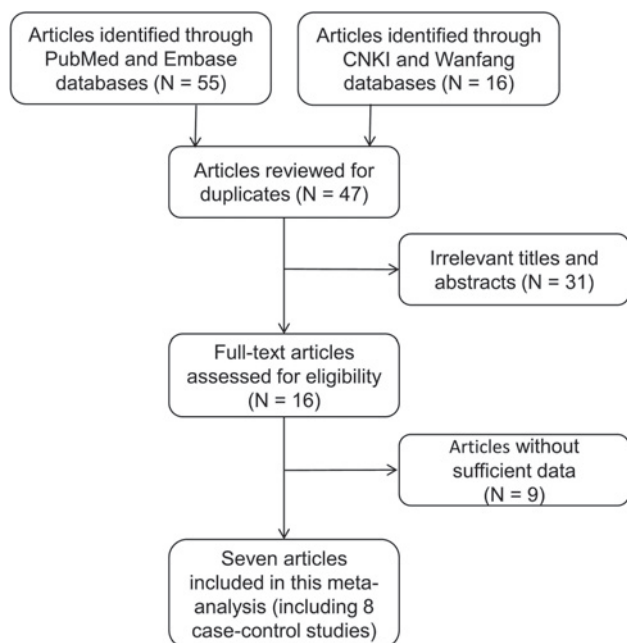 Articles identified through
PubMed and Embase
databases (N = 55)
Articles identified through
CNKI and Wanfang
databases (N = 16)
Articles reviewed for
duplicates (N = 47)
Irrelevant titles and
abstracts (N = 31)
Full-text articles
assessed for eligibility
(N = 16)
Articles without
sufficient data
(N = 9)
Seven articles
included in this meta-
analysis (including 8
case-control studies)